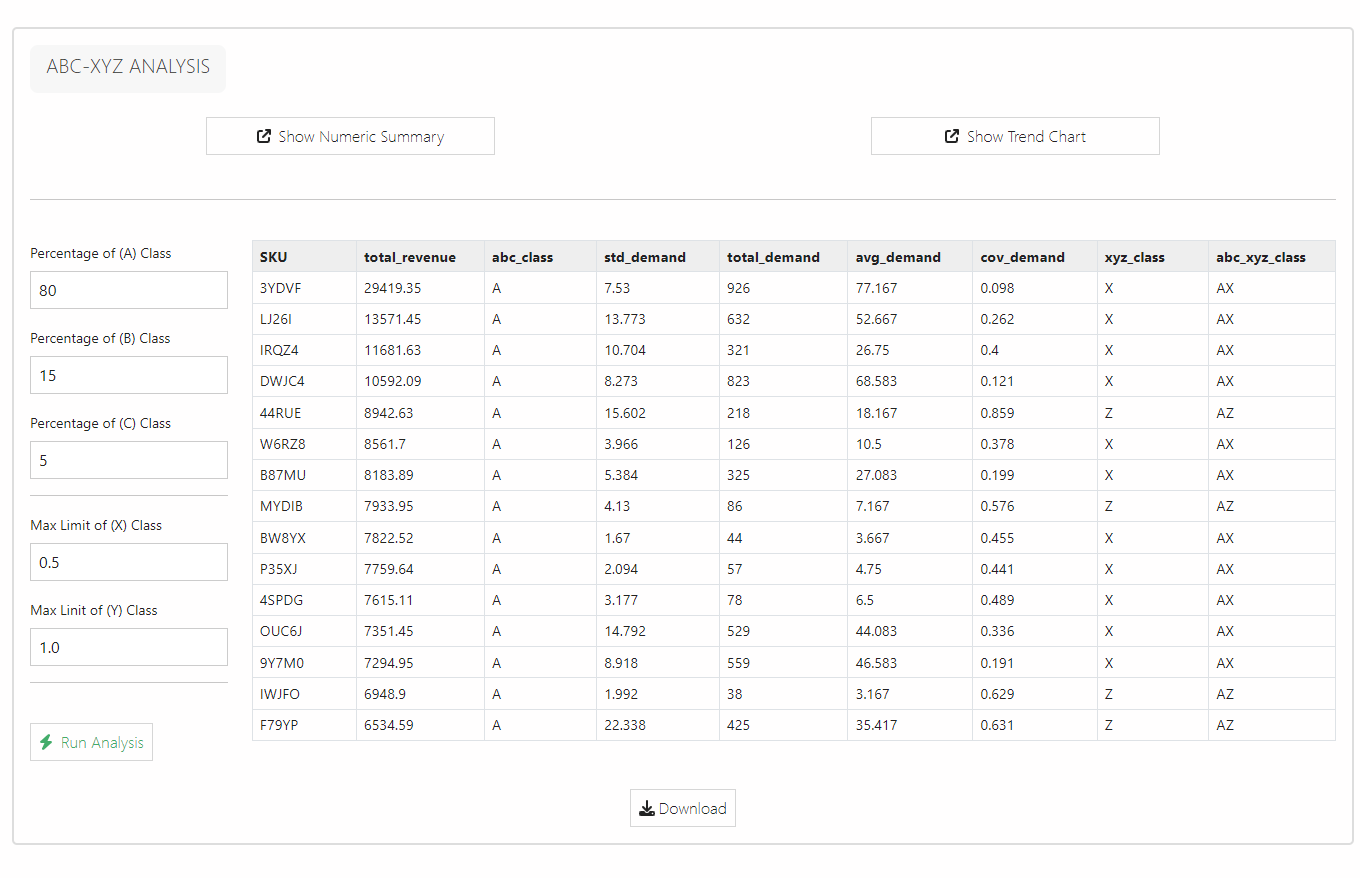 ABC-XYZ ANALYSIS
Show Numeric Summary Show Trend Chart
Percentage of (A) Class
80
Percentage of (B) Class
15
Percentage of (C) Class
5
Max Limit of (X) Class
0.5
Max Linit of (Y) Class
1.0
Run Analysis
SKU total_revenue abc_class std_demand total_demand avg_demand cov_demand xyz_class abc_xyz_class
3YDVF 29419.35 A 7.53 926 77.167 0.098 X AX
LJ26I 13571.45 A 13.773 632 52.667 0.262 X AX
IRQZ4 11681.63 A 10.704 321 26.75 0.4 X AX
DWJC4 10592.09 A 8.273 823 68.583 0.121 X AX
44RUE 8942.63 A 15.602 218 18.167 0.859 Z AZ
W6RZ8 8561.7 A 3.966 126 10.5 0.378 X AX
B87MU 8183.89 A 5.384 325 27.083 0.199 X AX
MYDIB 7933.95 A 4.13 86 7.167 0.576 Z AZ
BW8YX 7822.52 A 1.67 44 3.667 0.455 X AX
P35XJ 7759.64 A 2.094 57 4.75 0.441 X AX
4SPDG 7615.11 A 3.177 78 6.5 0.489 X AX
OUC6J 7351.45 A 14.792 529 44.083 0.336 X AX
9Y7M0 7294.95 A 8.918 559 46.583 0.191 X AX
IWJFO 6948.9 A 1.992 38 3.167 0.629 Z AZ
F79YP 6534.59 A 22.338 425 35.417 0.631 Z AZ
Download